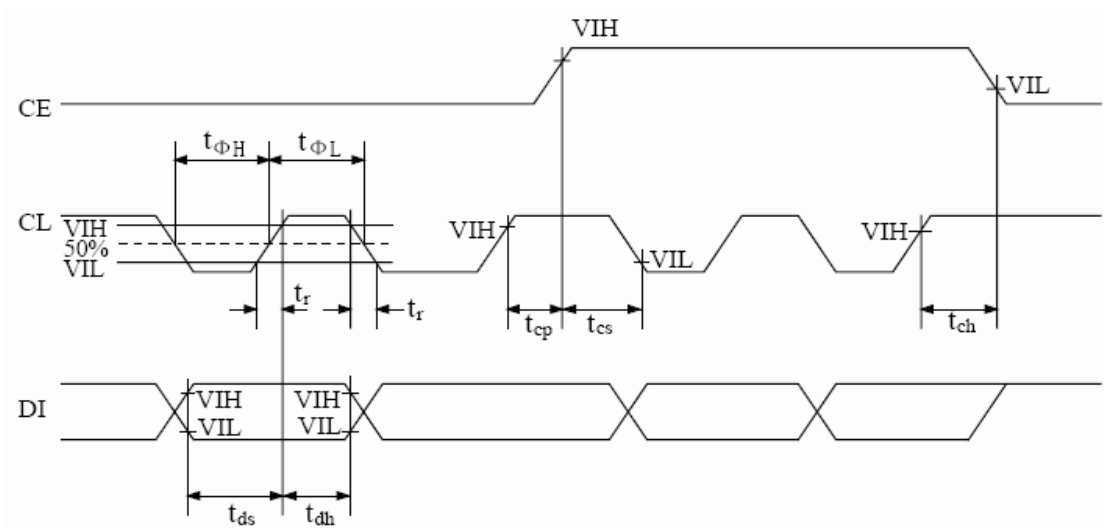 VIH
CE
VIL
tΦH
tΦL
CL
VIH
50%
VIL
VIH
VIL
VIH
tr
tr
tcp
tcs
tch
DI
VIH
VIH
VIL
VIL
tds
tdh